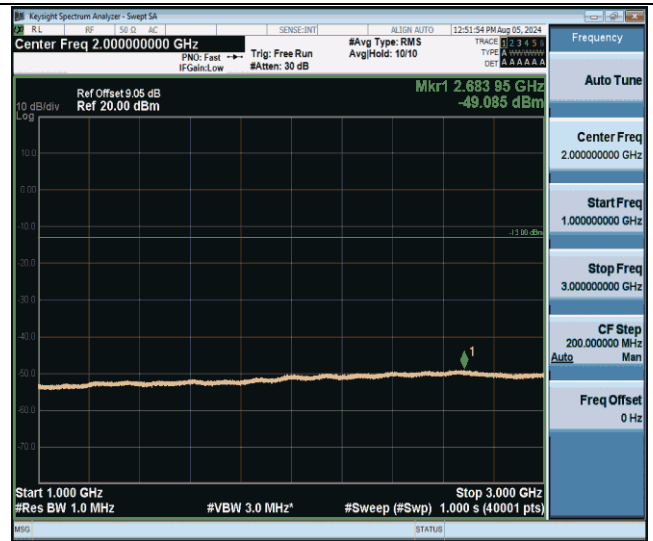 Keysight Spectrum Analyzer - Swept SA
RL RF 50 Ω AC SENSE:INT ALIGN AUTO 12:51:54 PM Aug 05, 2024
Center Freq 2.000000000 GHz
PNO: Fast
IFGain:Low
Trig: Free Run
#Atten: 30 dB
#Avg Type: RMS
Avg|Hold: 10/10
TRACE 1 2 3 4 5 6
TYPE A WWWWW
DET A A A A A A
Frequency
Mkr1 2.683 95 GHz
-49.085 dBm
Ref Offset 9.05 dB
10 dB/div Ref 20.00 dBm
Log
10.0
0.00
-10.0
-13.00 dBm
-20.0
-30.0
-40.0
1
-50.0
-60.0
-70.0
Start 1.000 GHz Stop 3.000 GHz
#Res BW 1.0 MHz #VBW 3.0 MHz* #Sweep (#Swp) 1.000 s (40001 pts)
MSG STATUS
Auto Tune
Center Freq
2.000000000 GHz
Start Freq
1.000000000 GHz
Stop Freq
3.000000000 GHz
CF Step
200.000000 MHz
Auto Man
Freq Offset
0 Hz